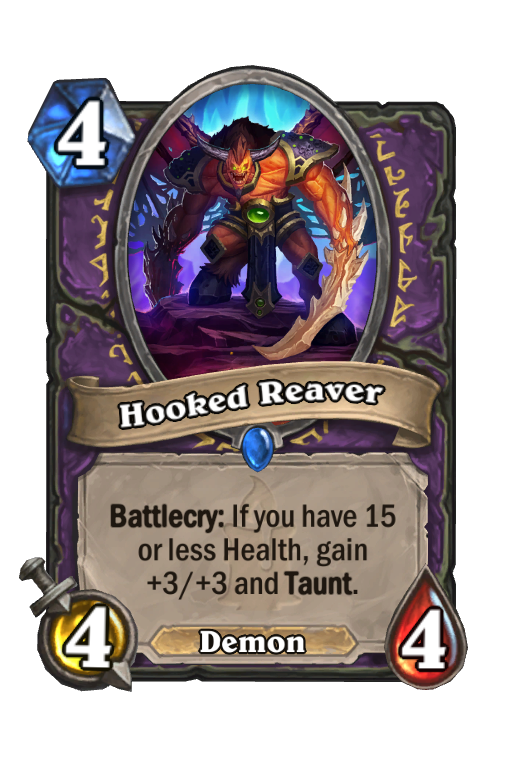 4
Hooked Reaver
Battlecry: If you have 15
or less Health, gain
+3/+3 and Taunt.
4
Demon
4